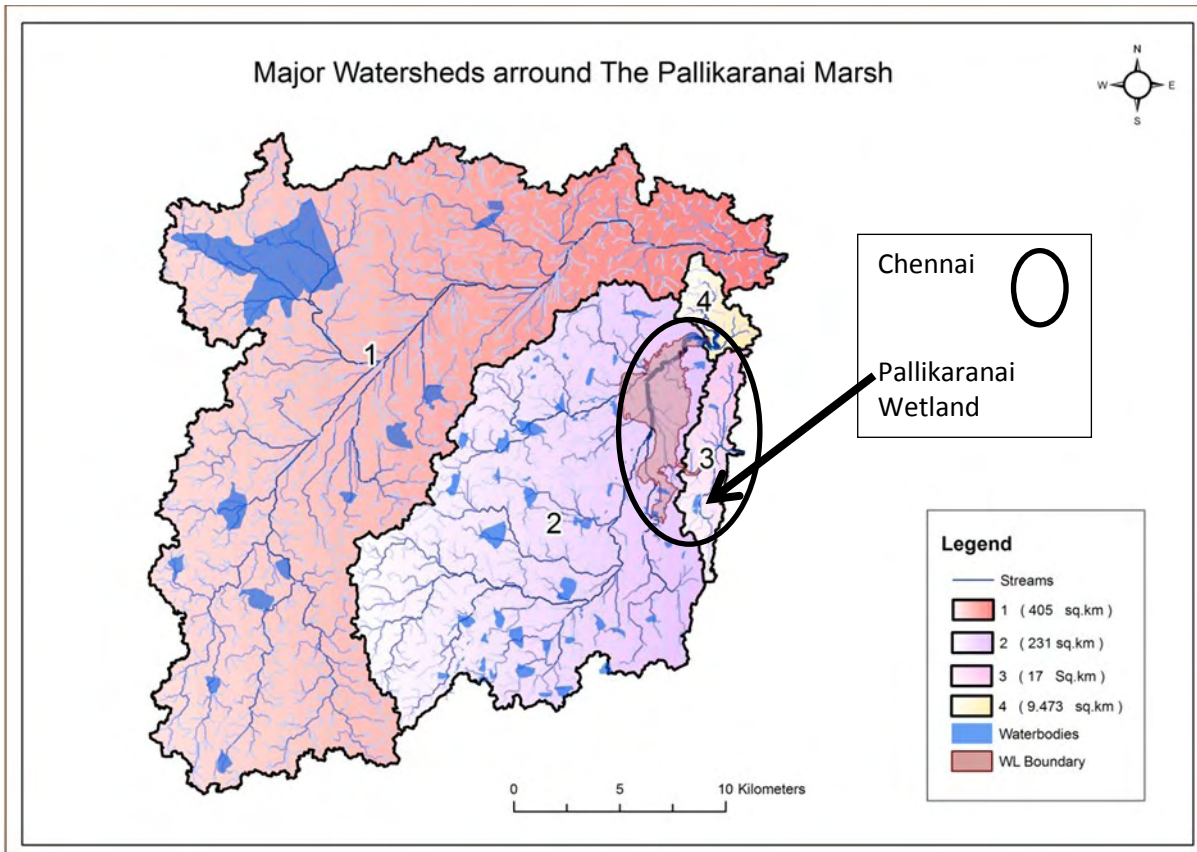 Major Watersheds arround The Pallikaranai Marsh
N
W
E
S
1
2
3
4
Chennai
Pallikaranai
Wetland
Legend
Streams
1 ( 405 sq.km )
2 ( 231 sq.km )
3 ( 17 Sq.km )
4 ( 9.473 sq.km )
Waterbodies
WL Boundary
0 5 10 Kilometers